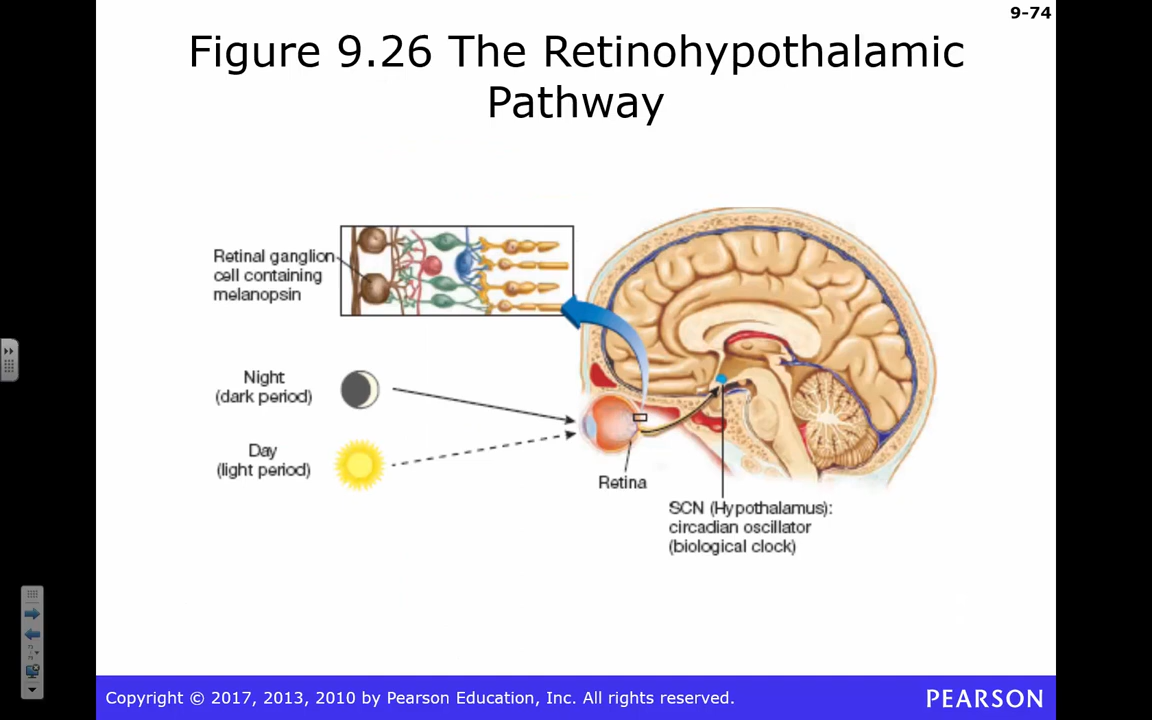 9-74
Figure 9.26 The Retinohypothalamic
Pathway
Retinal ganglion
cell containing
melanopsin
Night
(dark period)
Day
(light period)
Retina
SCN (Hypothalamus):
circadian oscillator
(biological clock)
Copyright © 2017, 2013, 2010 by Pearson Education, Inc. All rights reserved.
PEARSON